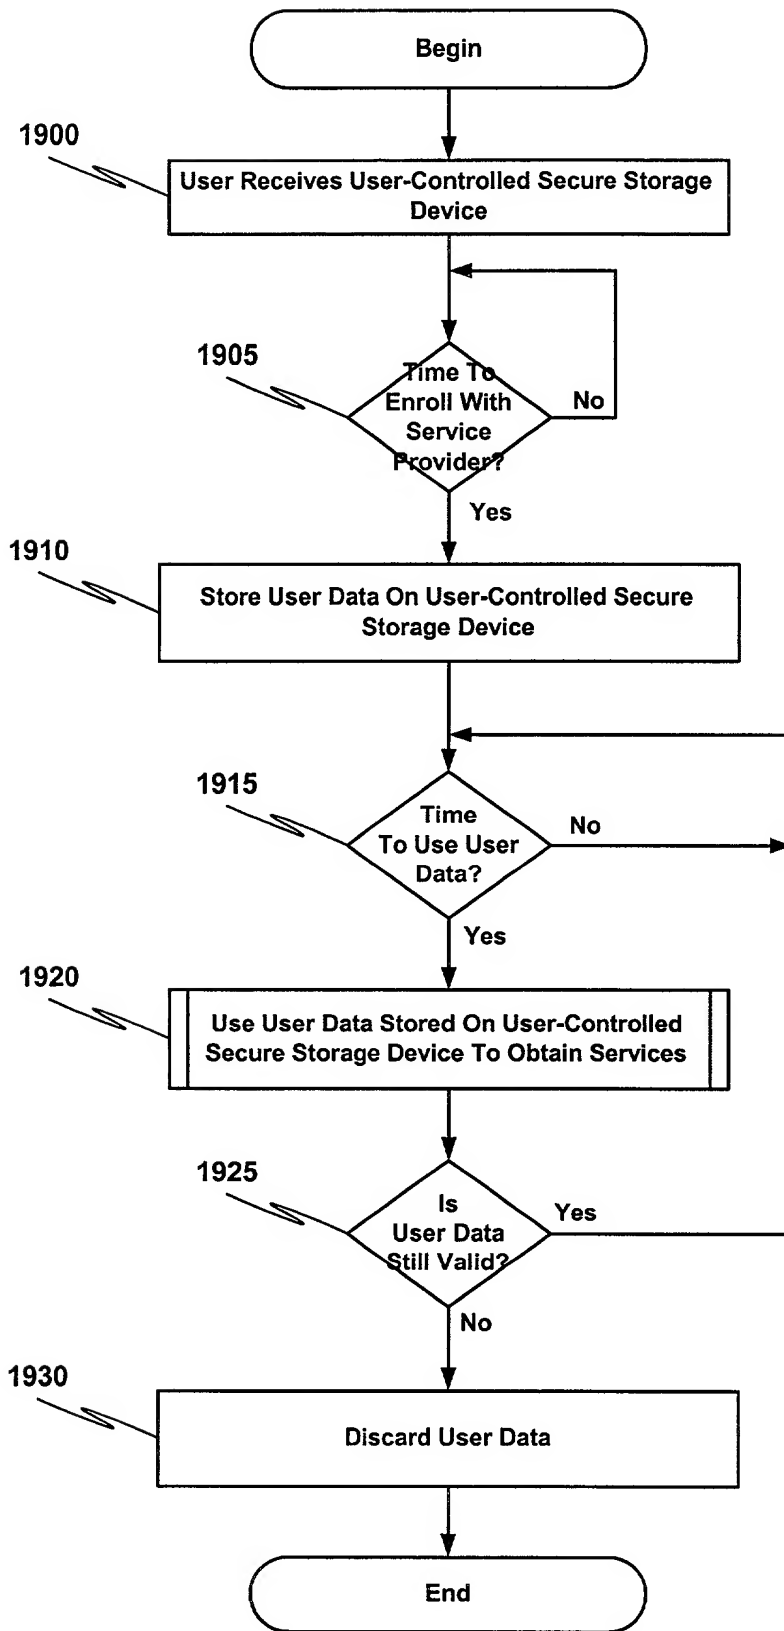 Begin
1900
User Receives User-Controlled Secure Storage
Device
1905
Time To
Enroll With
Service
Provider?
No
Yes
1910
Store User Data On User-Controlled Secure
Storage Device
1915
Time
To Use User
Data?
No
Yes
1920
Use User Data Stored On User-Controlled
Secure Storage Device To Obtain Services
1925
Is
User Data
Still Valid?
Yes
No
1930
Discard User Data
End